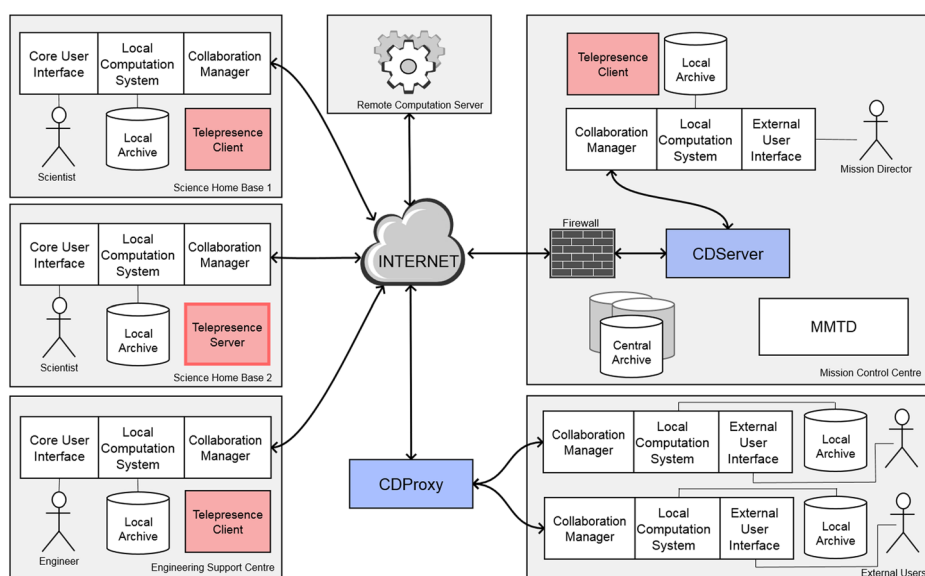 Core User
Interface
Local
Computation
System
Collaboration
Manager
Scientist
Local
Archive
Telepresence
Client
Science Home Base 1
Remote Computation Server
Telepresence
Client
Local
Archive
Collaboration
Manager
Local
Computation
System
External
User
Interface
Mission Director
Core User
Interface
Local
Computation
System
Collaboration
Manager
Scientist
Local
Archive
Telepresence
Server
Science Home Base 2
INTERNET
Firewall
CDServer
Central
Archive
MMTD
Mission Control Centre
Core User
Interface
Local
Computation
System
Collaboration
Manager
Engineer
Local
Archive
Telepresence
Client
Engineering Support Centre
CDProxy
Collaboration
Manager
Local
Computation
System
External
User
Interface
Local
Archive
Collaboration
Manager
Local
Computation
System
External
User
Interface
Local
Archive
External Users